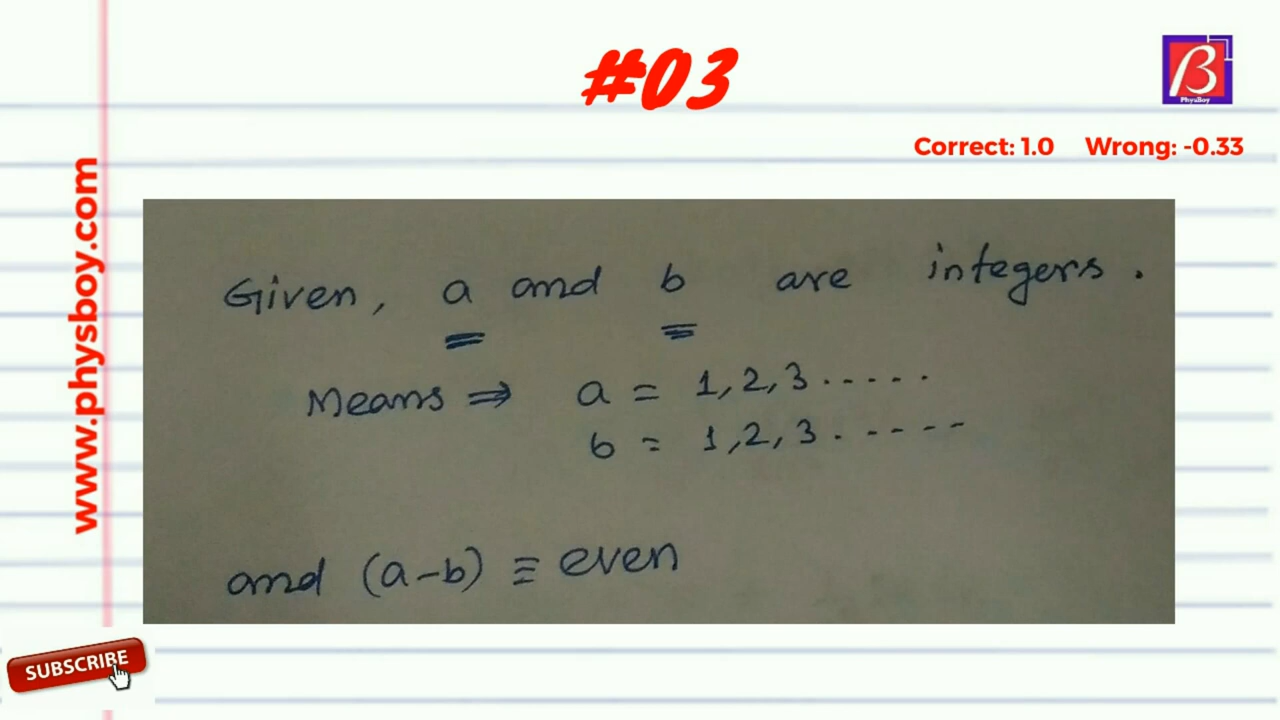 #03
β
PhysBoy
Correct: 1.0 Wrong: -0.33
www.physboy.com
Given, a and b are integers.
Means ⇒ a = 1,2,3.....
b = 1,2,3.----
and (a-b) ≡ even
SUBSCRIBE